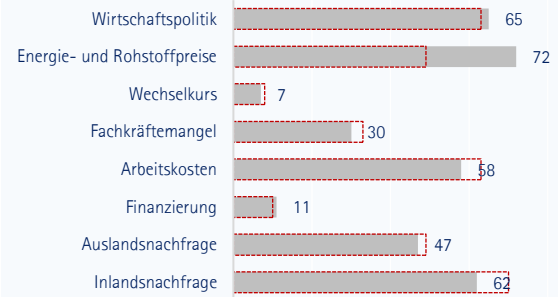 Wirtschaftspolitik 65
Energie- und Rohstoffpreise 72
Wechselkurs 7
Fachkräftemangel 30
Arbeitskosten 58
Finanzierung 11
Auslandsnachfrage 47
Inlandsnachfrage 62